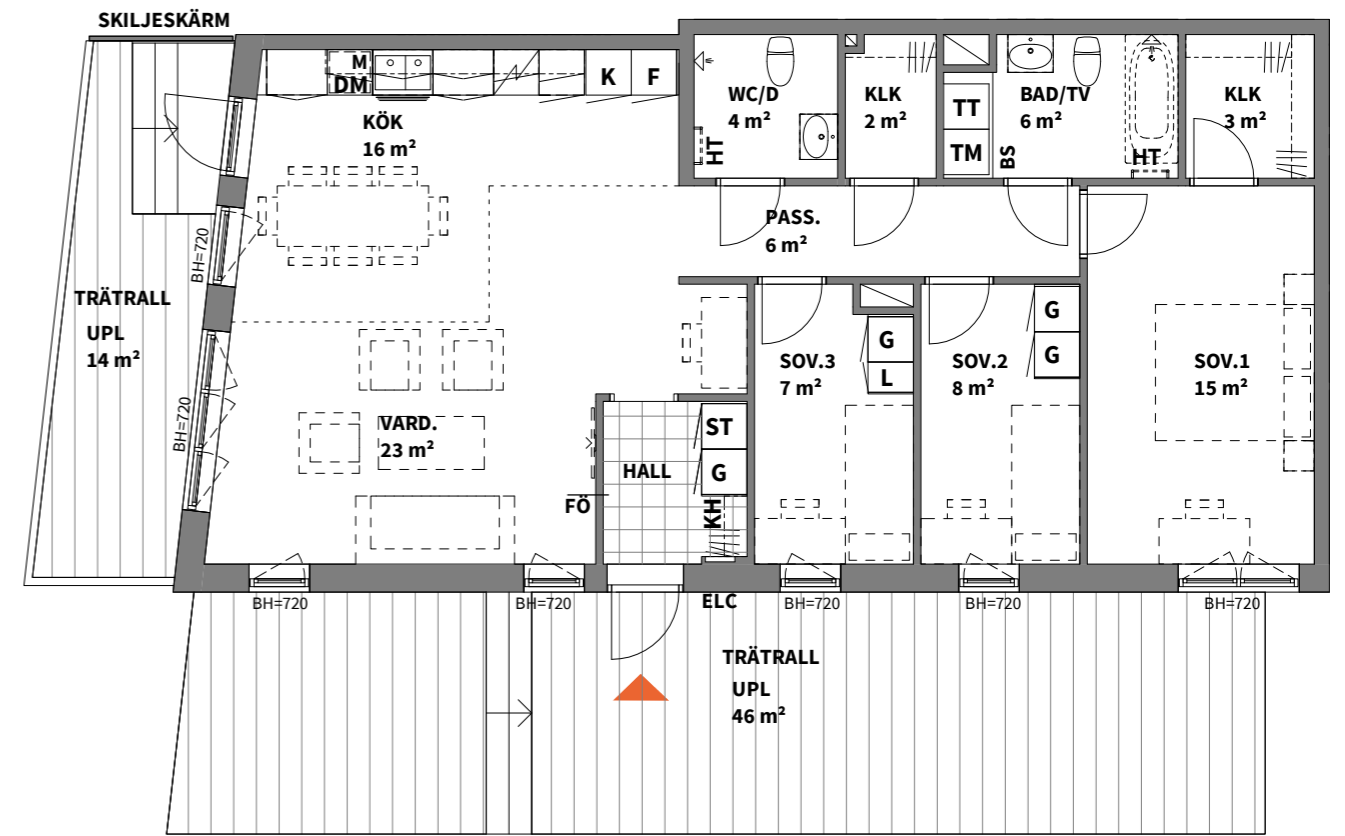 SKILJESKÄRM
M
DM
K
F
KÖK
16 m²
WC/D
4 m²
HT
KLK
2 m²
TT
TM
BS
BAD/TV
6 m²
HT
KLK
3 m²
PASS.
6 m²
BH=720
TRÄTRALL
UPL
14 m²
BH=720
VARD.
23 m²
FÖ
HALL
ST
G
KH
SOV.3
7 m²
G
L
SOV.2
8 m²
G
G
SOV.1
15 m²
BH=720
BH=720
ELC
BH=720
BH=720
BH=720
TRÄTRALL
UPL
46 m²